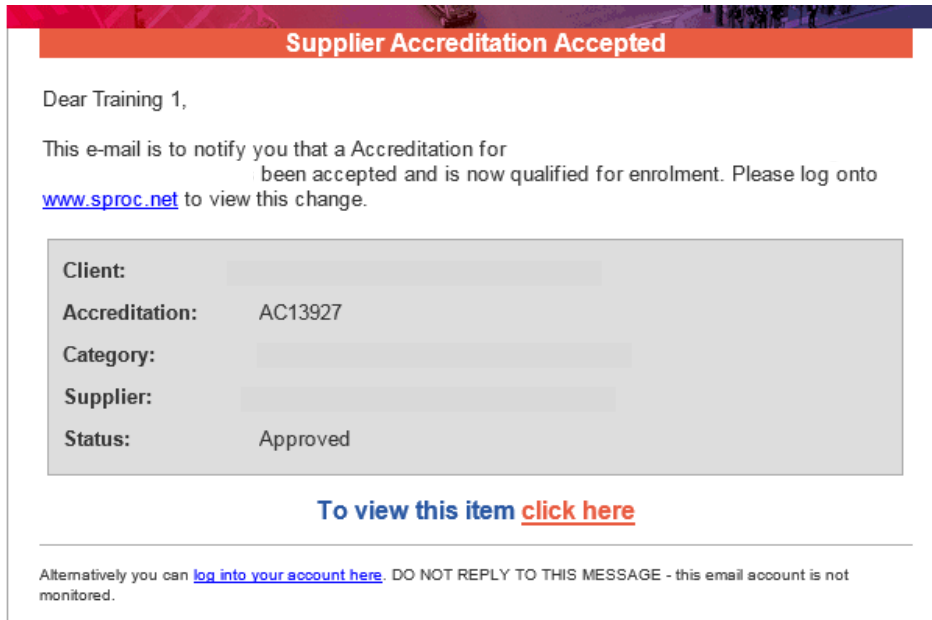 Supplier Accreditation Accepted
Dear Training 1,
This e-mail is to notify you that a Accreditation for
been accepted and is now qualified for enrolment. Please log onto
www.sproc.net to view this change.
Client:
Accreditation: AC13927
Category:
Supplier:
Status: Approved
To view this item click here
Alternatively you can log into your account here. DO NOT REPLY TO THIS MESSAGE - this email account is not
monitored.